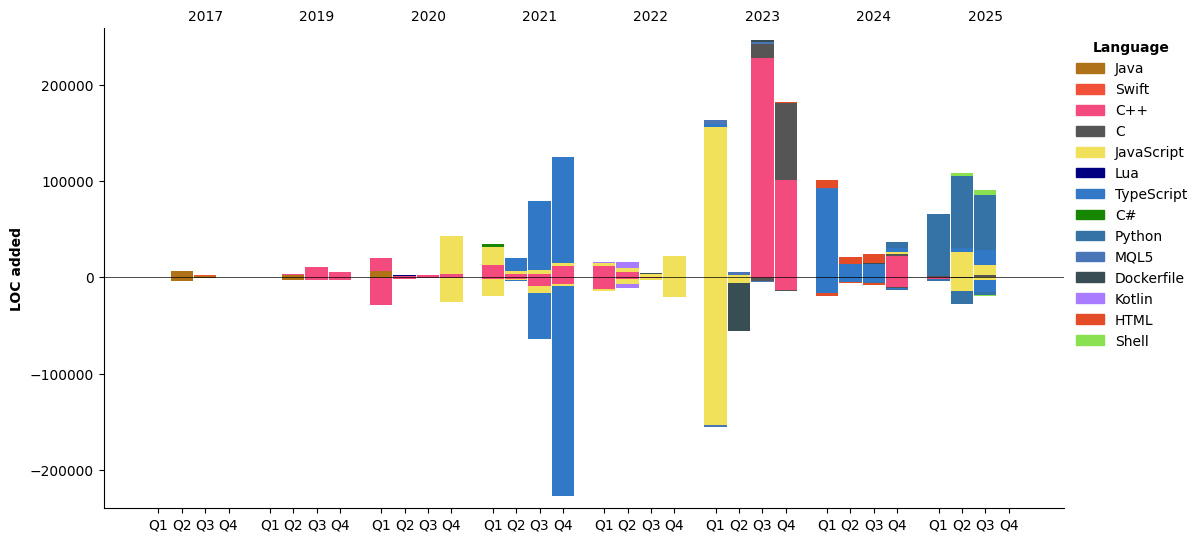 2017 2019 2020 2021 2022 2023 2024 2025
LOC added
200000
100000
0
−100000
−200000
Q1 Q2 Q3 Q4 Q1 Q2 Q3 Q4 Q1 Q2 Q3 Q4 Q1 Q2 Q3 Q4 Q1 Q2 Q3 Q4 Q1 Q2 Q3 Q4 Q1 Q2 Q3 Q4 Q1 Q2 Q3 Q4
Language
Java
Swift
C++
C
JavaScript
Lua
TypeScript
C#
Python
MQL5
Dockerfile
Kotlin
HTML
Shell